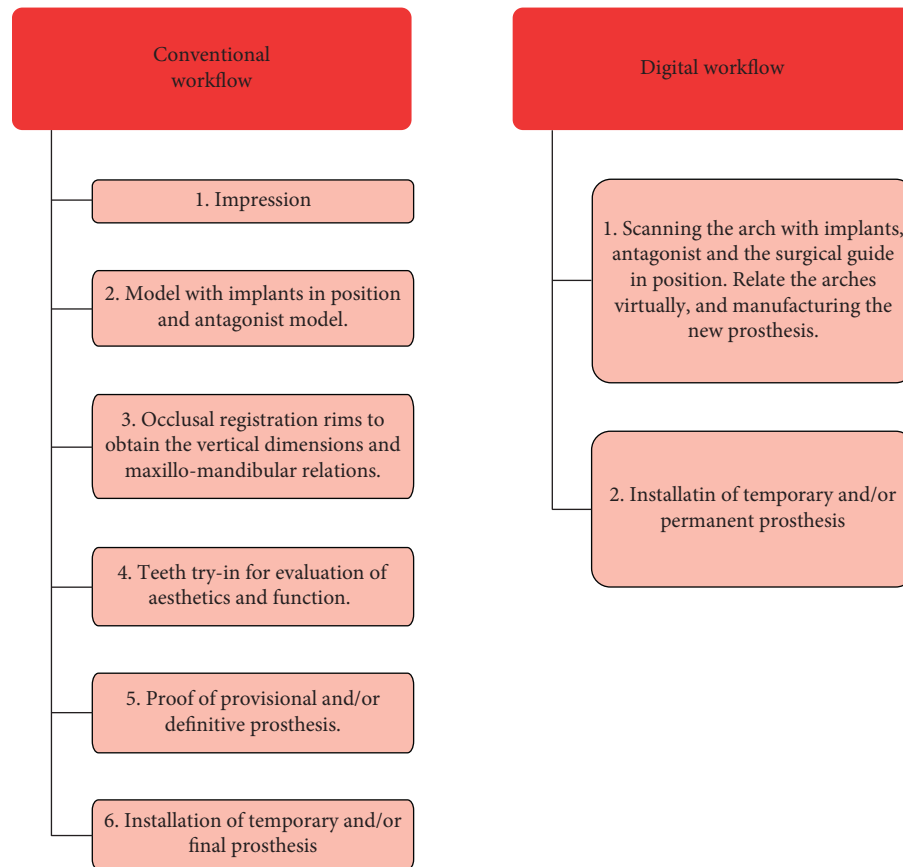 Conventional
workflow
1. Impression
2. Model with implants in position
and antagonist model.
3. Occlusal registration rims to
obtain the vertical dimensions and
maxillo-mandibular relations.
4. Teeth try-in for evaluation of
aesthetics and function.
5. Proof of provisional and/or
definitive prosthesis.
6. Installation of temporary and/or
final prosthesis
Digital workflow
1. Scanning the arch with implants,
antagonist and the surgical guide
in position. Relate the arches
virtually, and manufacturing the
new prosthesis.
2. Installatin of temporary and/or
permanent prosthesis